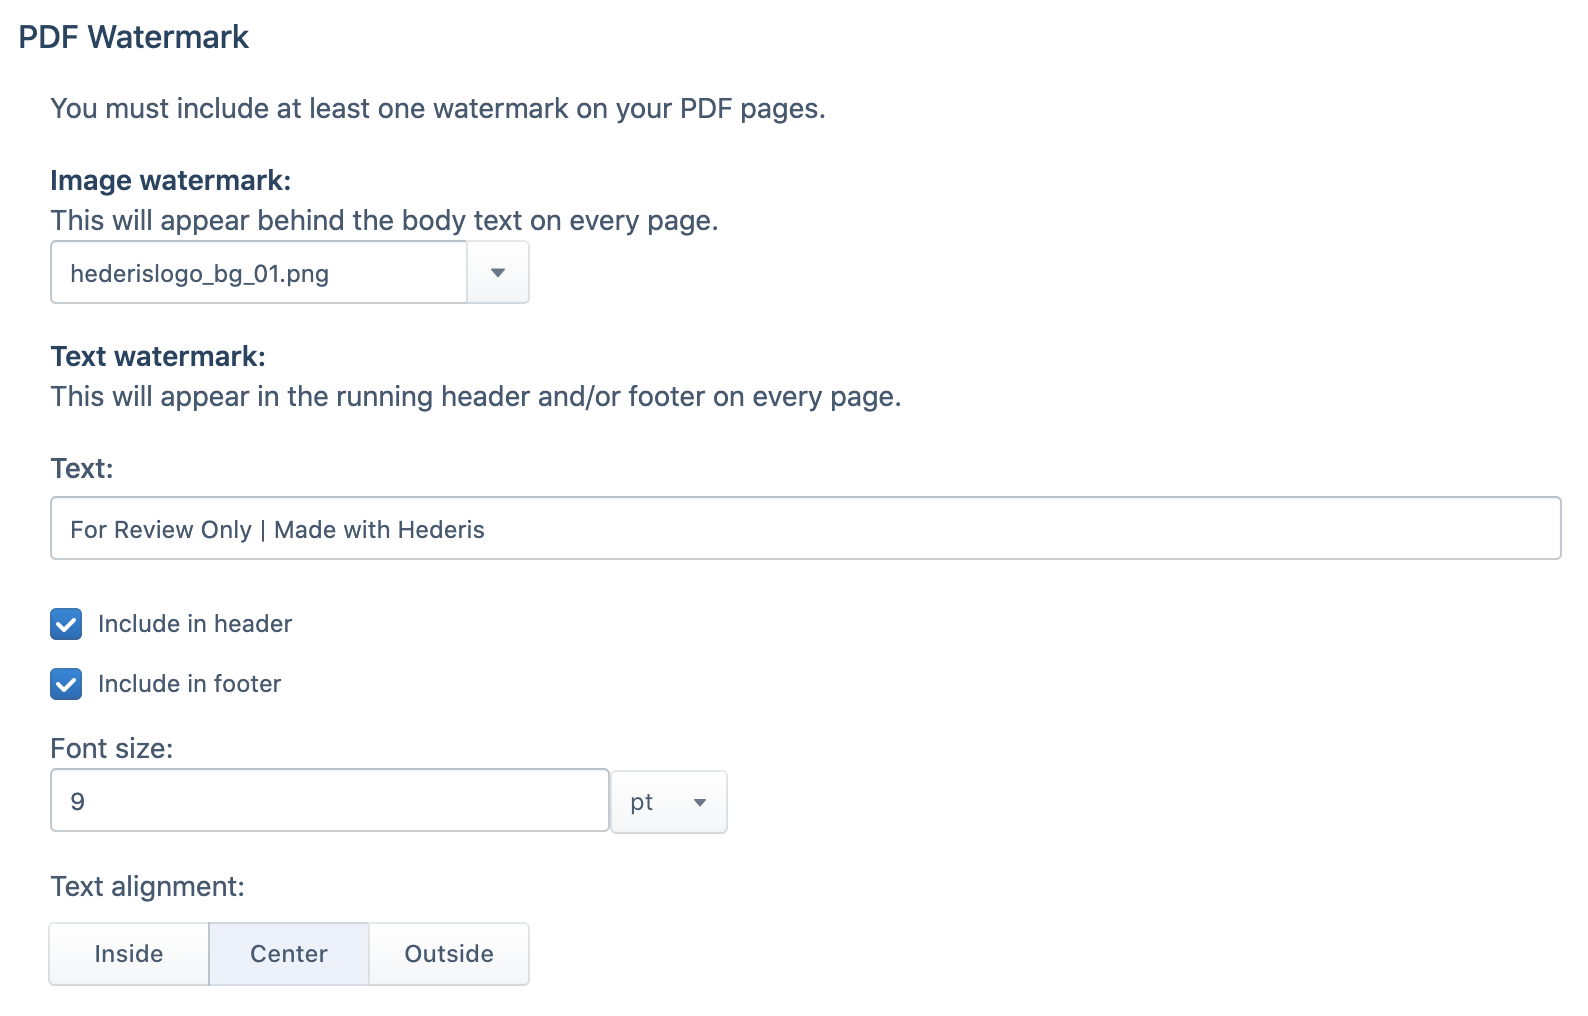 PDF Watermark
You must include at least one watermark on your PDF pages.
Image watermark:
This will appear behind the body text on every page.
hederislogo_bg_01.png
Text watermark:
This will appear in the running header and/or footer on every page.
Text:
For Review Only | Made with Hederis
Include in header
Include in footer
Font size:
9 pt
Text alignment:
Inside Center Outside